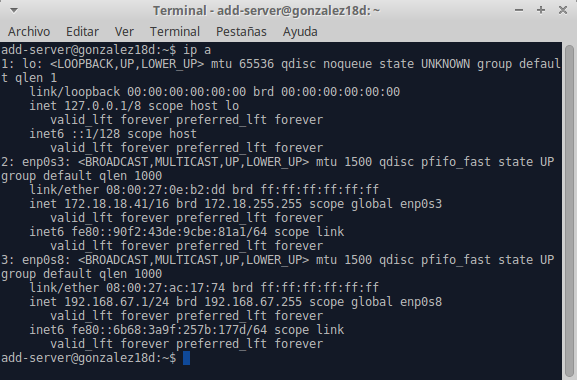 Terminal - add-server@gonzalez18d: ~
Archivo Editar Ver Terminal Pestañas Ayuda
add-server@gonzalez18d:~$ ip a
1: lo: <LOOPBACK,UP,LOWER_UP> mtu 65536 qdisc noqueue state UNKNOWN group defaul
t qlen 1
    link/loopback 00:00:00:00:00:00 brd 00:00:00:00:00:00
    inet 127.0.0.1/8 scope host lo
       valid_lft forever preferred_lft forever
    inet6 ::1/128 scope host
       valid_lft forever preferred_lft forever
2: enp0s3: <BROADCAST,MULTICAST,UP,LOWER_UP> mtu 1500 qdisc pfifo_fast state UP
group default qlen 1000
    link/ether 08:00:27:0e:b2:dd brd ff:ff:ff:ff:ff:ff
    inet 172.18.18.41/16 brd 172.18.255.255 scope global enp0s3
       valid_lft forever preferred_lft forever
    inet6 fe80::90f2:43de:9cbe:81a1/64 scope link
       valid_lft forever preferred_lft forever
3: enp0s8: <BROADCAST,MULTICAST,UP,LOWER_UP> mtu 1500 qdisc pfifo_fast state UP
group default qlen 1000
    link/ether 08:00:27:ac:17:74 brd ff:ff:ff:ff:ff:ff
    inet 192.168.67.1/24 brd 192.168.67.255 scope global enp0s8
       valid_lft forever preferred_lft forever
    inet6 fe80::6b68:3a9f:257b:177d/64 scope link
       valid_lft forever preferred_lft forever
add-server@gonzalez18d:~$